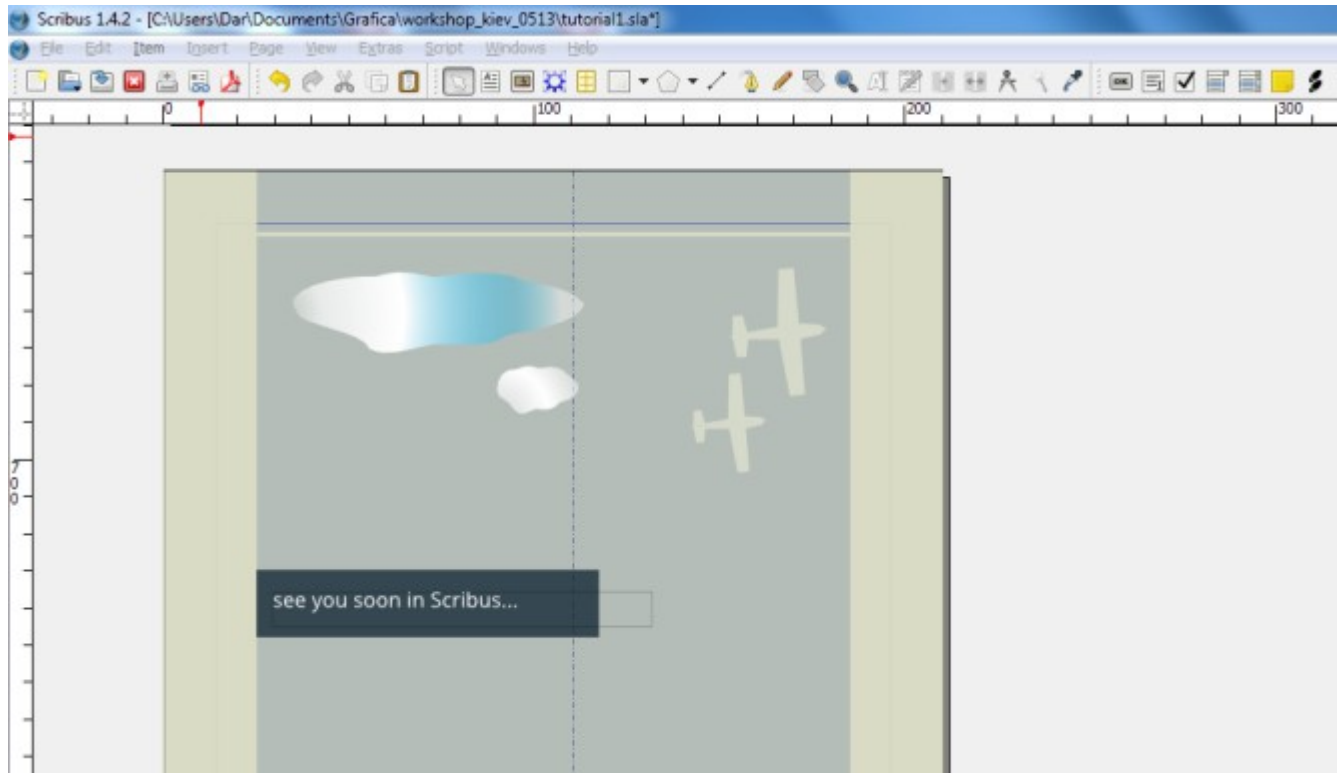 Scribus 1.4.2 - [C:\Users\Dar\Documents\Grafica\workshop_kiev_0513\tutorial1.sla*]
File Edit Item Insert Page View Extras Script Windows Help
0 100 200 300
100
see you soon in Scribus...